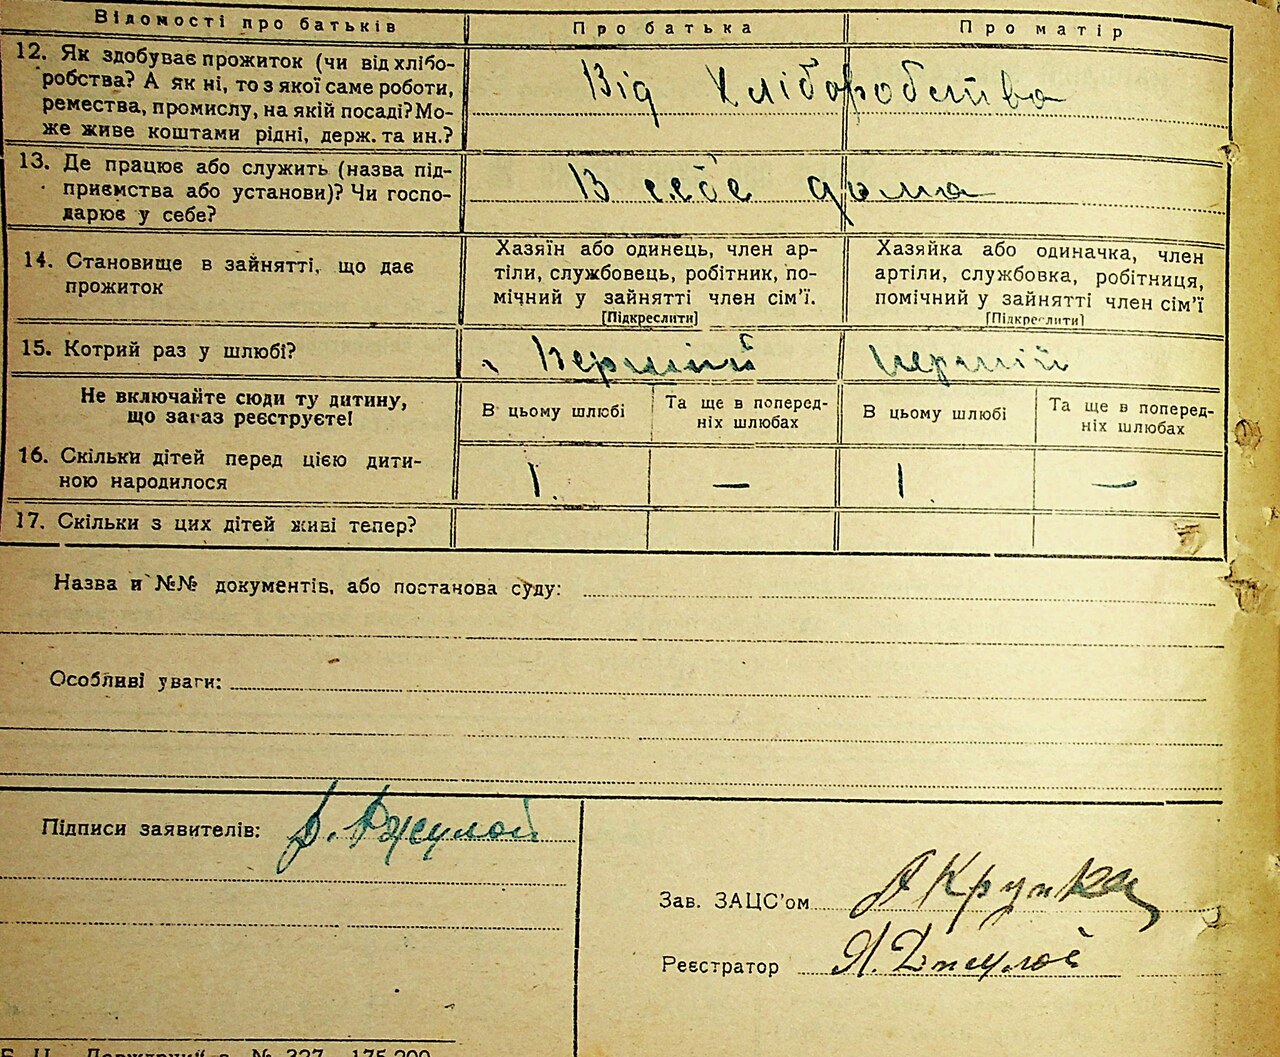 Відомості про батьків
Про батька
Про матір
12. Як здобуває прожиток (чи від хлібо-
робства? А як ні, то з якої саме роботи,
ремества, промислу, на якій посаді? Мо-
же живе коштами рідні, держ. та ин.?
Від хліборобства
13. Де працює або служить (назва під-
приємства або установи)? Чи госпо-
дарює у себе?
В себе дома
14. Становище в зайнятті, що дає
прожиток
Хазяїн або одинець, член ар-
тіли, службовець, робітник, по-
мічний у зайнятті член сім'ї.
[Підкреслити]
Хазяйка або одиначка, член
артіли, службовка, робітниця,
помічний у зайнятті член сім'ї
[Підкреслити]
15. Котрий раз у шлюбі?
Перший
перший
Не включайте сюди ту дитину,
що зараз реєструєте!
В цьому шлюбі
Та ще в поперед-
ніх шлюбах
В цьому шлюбі
Та ще в поперед-
ніх шлюбах
16. Скільки дітей перед цією дити-
ною народилося
1.
—
1.
—
17. Скільки з цих дітей живі тепер?
Назва и №№ документів, або постанова суду:
Особливі уваги:
Підписи заявителів:
Зав. ЗАЦС'ом
А Крупка
Реєстратор
№ 327 175.200